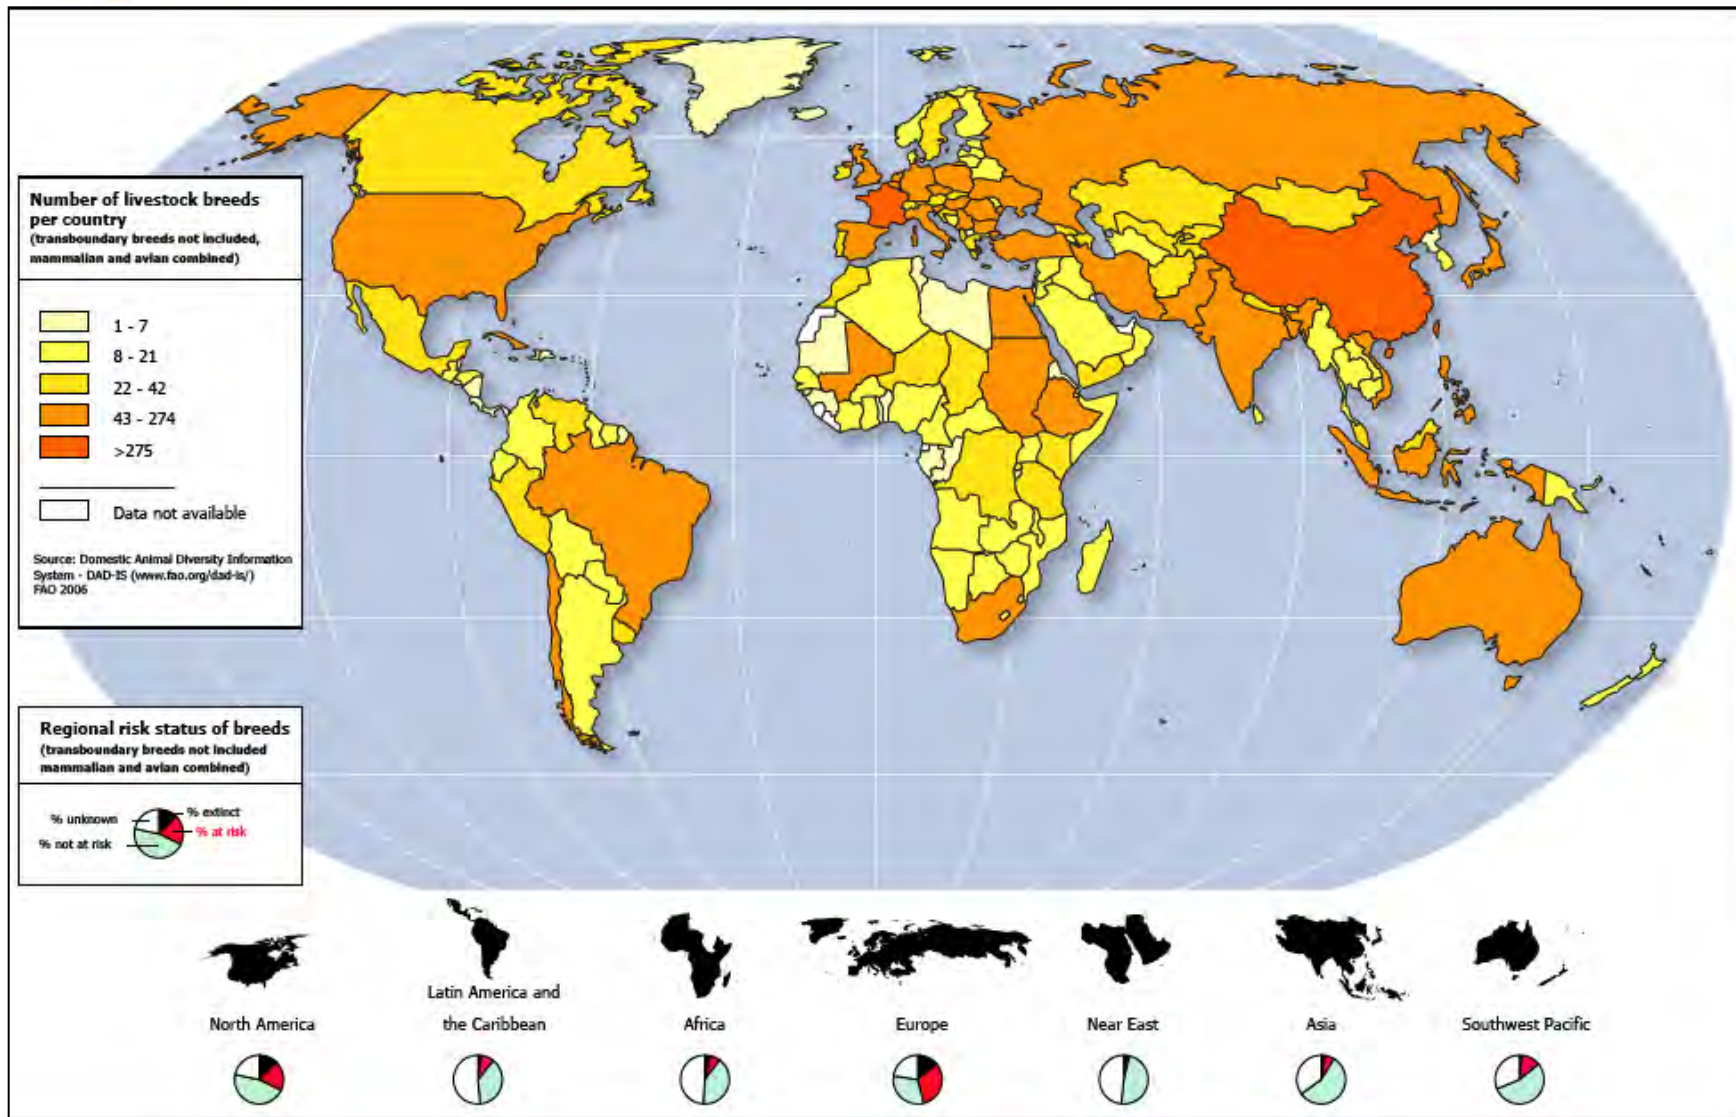 Number of livestock breeds
per country
(transboundary breeds not included,
mammalian and avian combined)
1 - 7
8 - 21
22 - 42
43 - 274
>275
Data not available
Source: Domestic Animal Diversity Information
System - DAD-IS (www.fao.org/dad-is/)
FAO 2006
Regional risk status of breeds
(transboundary breeds not included
mammalian and avian combined)
% unknown
% extinct
% at risk
% not at risk
North America
Latin America and
the Caribbean
Africa
Europe
Near East
Asia
Southwest Pacific